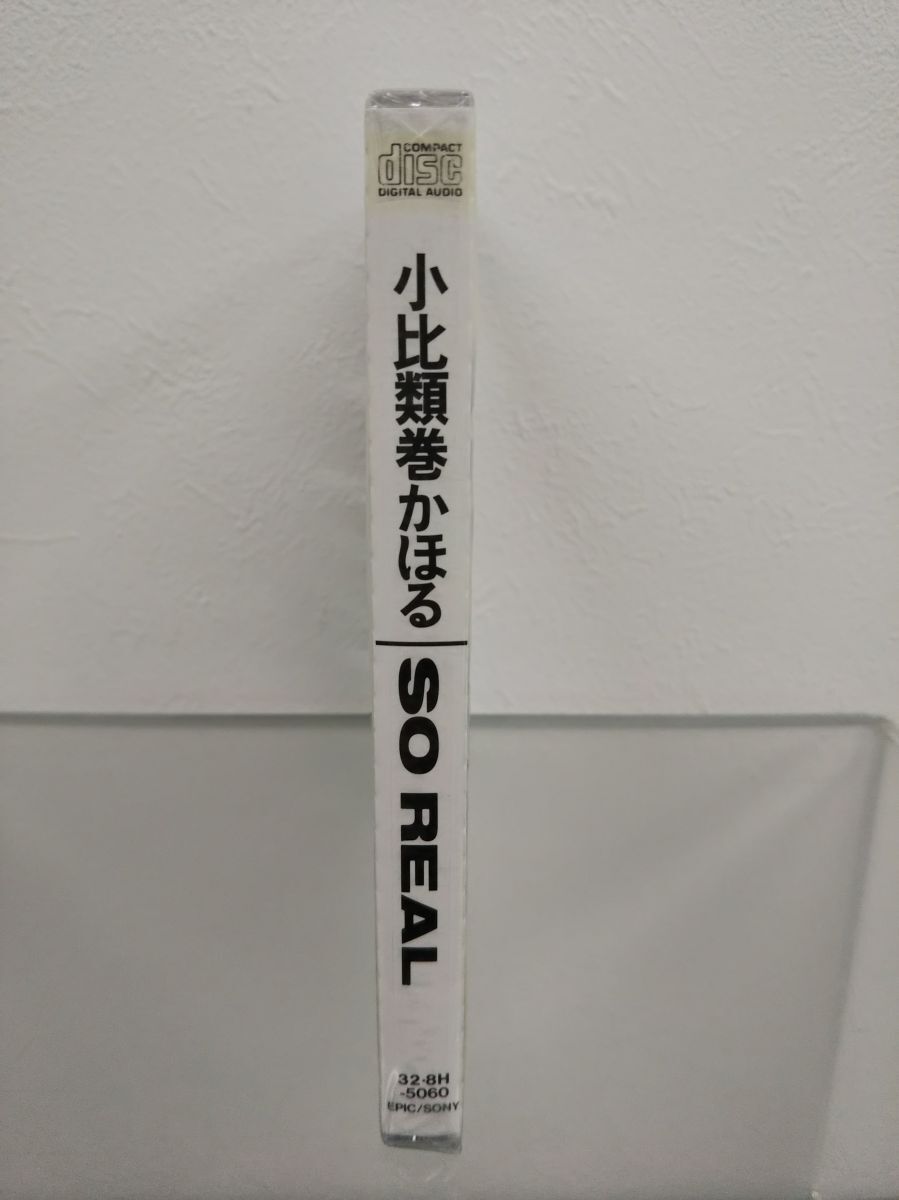 COMPACT
disc
DIGITAL AUDIO
小比類巻かほる
SO REAL
32·8H
-5060
EPIC/SONY